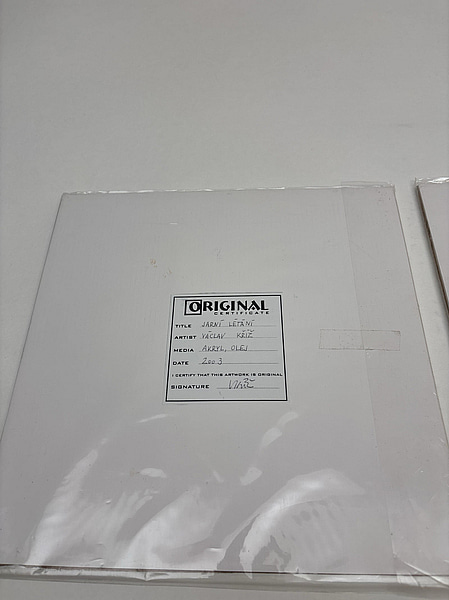 ORIGINAL
CERTIFICATE
TITLE JARNÍ LÉTÁNÍ
ARTIST VÁCLAV KŘÍŽ
MEDIA AKRYL, OLEJ
DATE 2003
I CERTIFY THAT THIS ARTWORK IS ORIGINAL
SIGNATURE